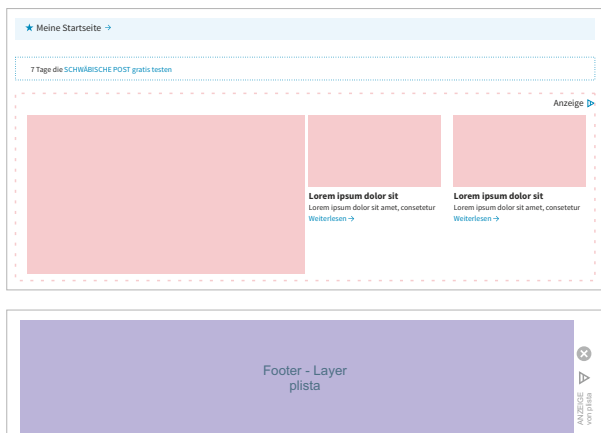 ★ Meine Startseite →
7 Tage die SCHWÄBISCHE POST gratis testen
Anzeige
Lorem ipsum dolor sit
Lorem ipsum dolor sit amet, consetetur
Weiterlesen →
Lorem ipsum dolor sit
Lorem ipsum dolor sit amet, consetetur
Weiterlesen →
Footer - Layer
plista
ANZEIGE
von plista